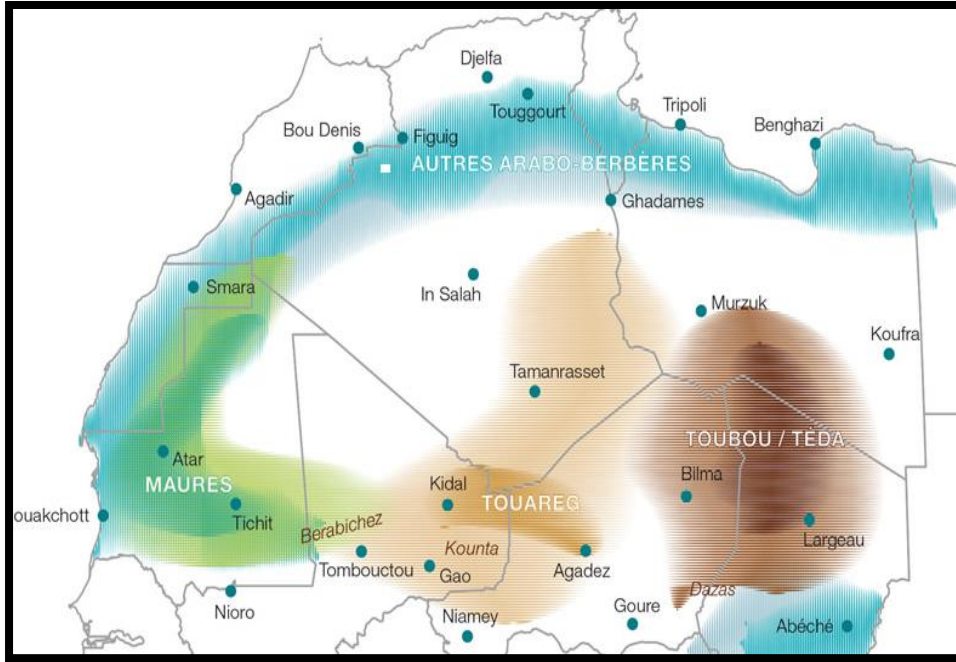 Djelfa
Touggourt
Tripoli
Bou Denis
Figuig
Benghazi
AUTRES ARABO-BERBÈRES
Agadir
Ghadames
Smara
In Salah
Murzuk
Koufra
Tamanrasset
TOUBOU / TÉDA
Atar
MAURES
Kidal
TOUAREG
Bilma
ouakchott
Tichit
Berabichez
Kounta
Largeau
Tombouctou
Gao
Agadez
Dazas
Nioro
Niamey
Goure
Abéché